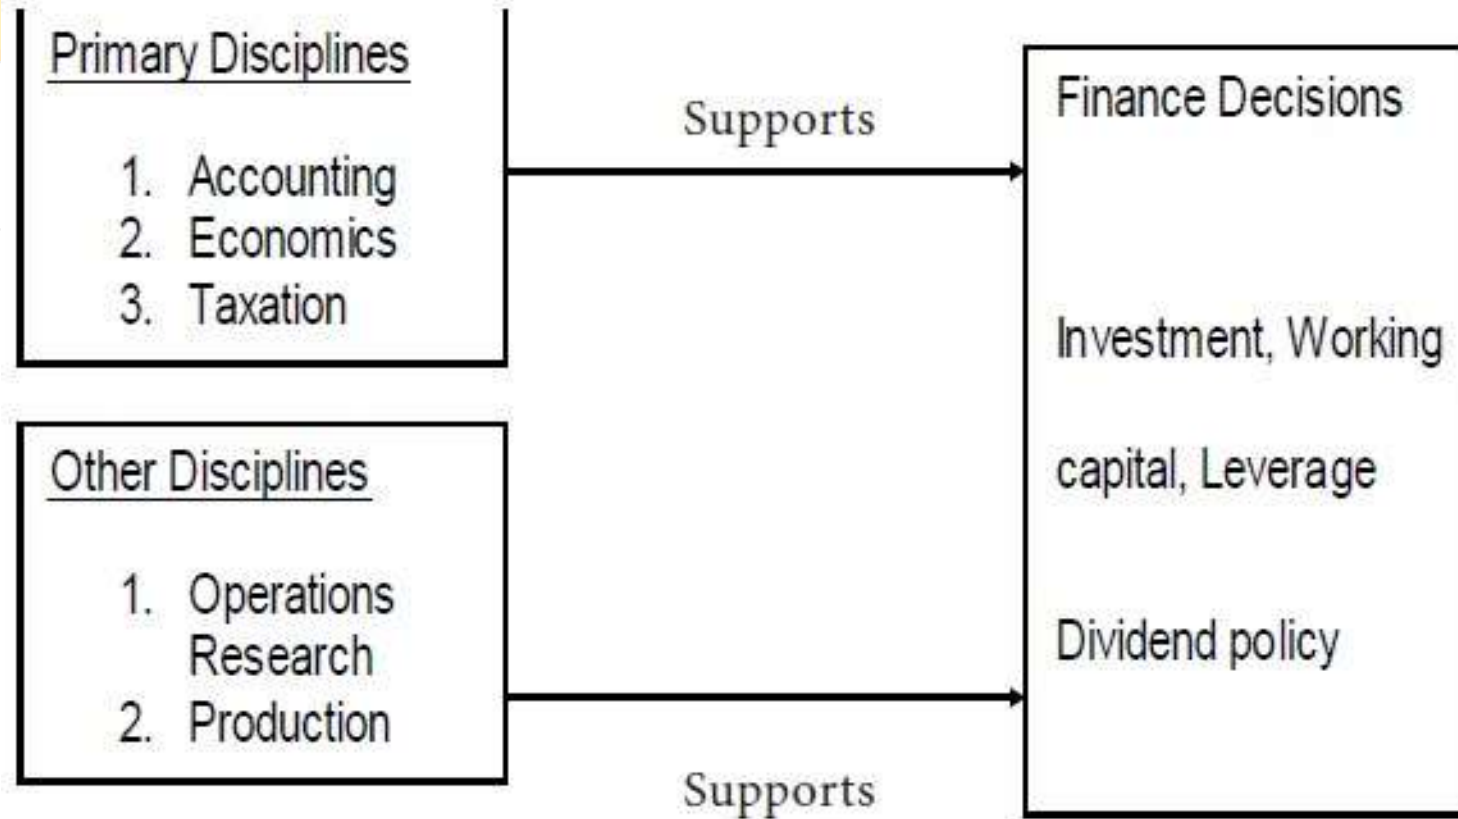 Primary Disciplines
1. Accounting
2. Economics
3. Taxation
Supports
Other Disciplines
1. Operations
Research
2. Production
Supports
Finance Decisions
Investment, Working
capital, Leverage
Dividend policy